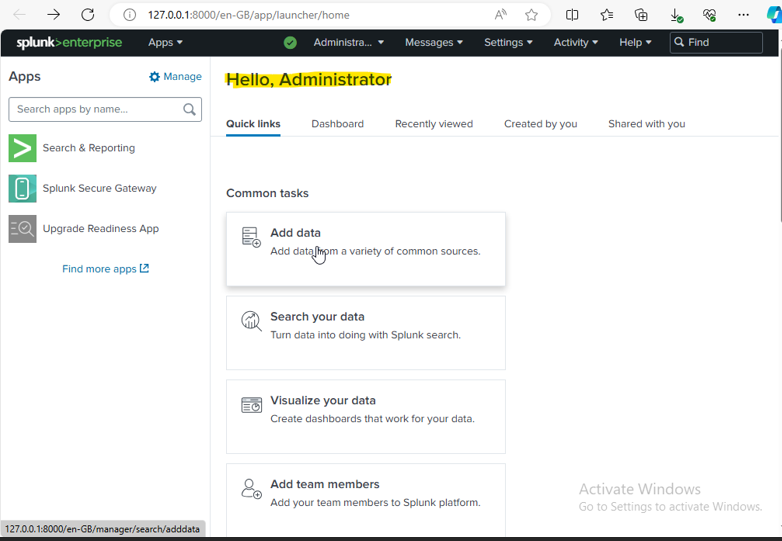 127.0.0.1:8000/en-GB/app/launcher/home
splunk>enterprise Apps Administra... Messages Settings Activity Help Find
Apps Manage
Search apps by name...
Search & Reporting
Splunk Secure Gateway
Upgrade Readiness App
Find more apps
Hello, Administrator
Quick links Dashboard Recently viewed Created by you Shared with you
Common tasks
Add data
Add data from a variety of common sources.
Search your data
Turn data into doing with Splunk search.
Visualize your data
Create dashboards that work for your data.
Add team members
Add your team members to Splunk platform.
Activate Windows
Go to Settings to activate Windows.
127.0.0.1:8000/en-GB/manager/search/adddata